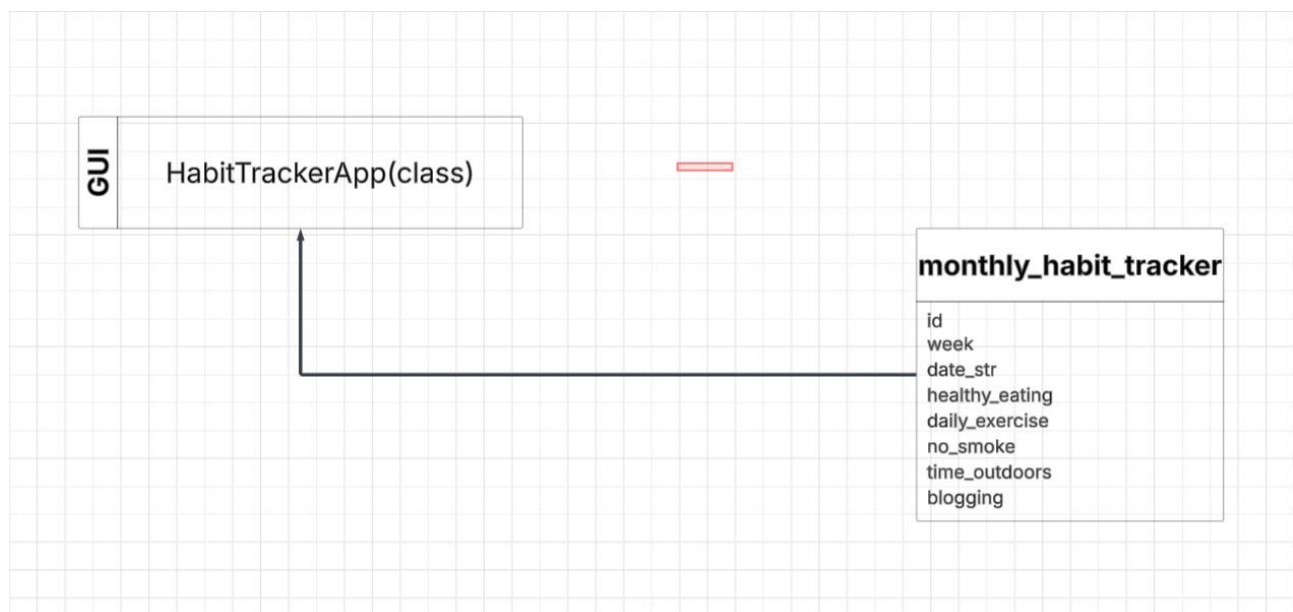 GUI
HabitTrackerApp(class)
monthly_habit_tracker
id
week
date_str
healthy_eating
daily_exercise
no_smoke
time_outdoors
blogging